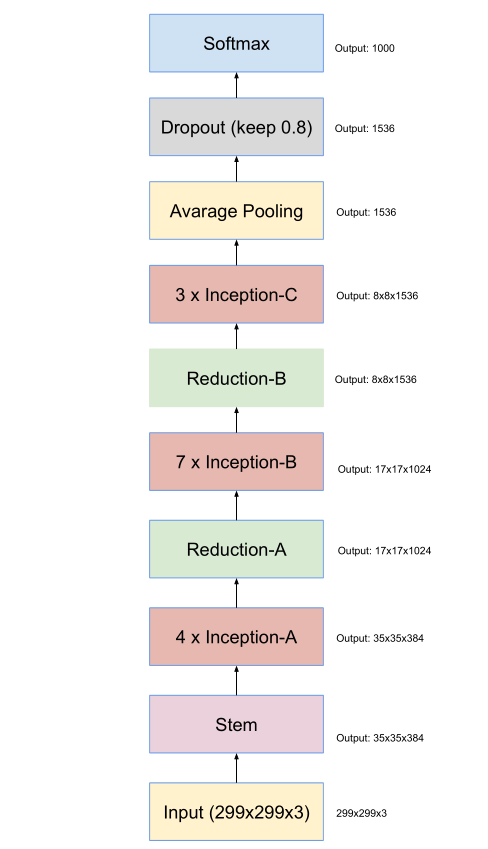 Softmax
Output: 1000
Dropout (keep 0.8)
Output: 1536
Avarage Pooling
Output: 1536
3 x Inception-C
Output: 8x8x1536
Reduction-B
Output: 8x8x1536
7 x Inception-B
Output: 17x17x1024
Reduction-A
Output: 17x17x1024
4 x Inception-A
Output: 35x35x384
Stem
Output: 35x35x384
Input (299x299x3)
299x299x3